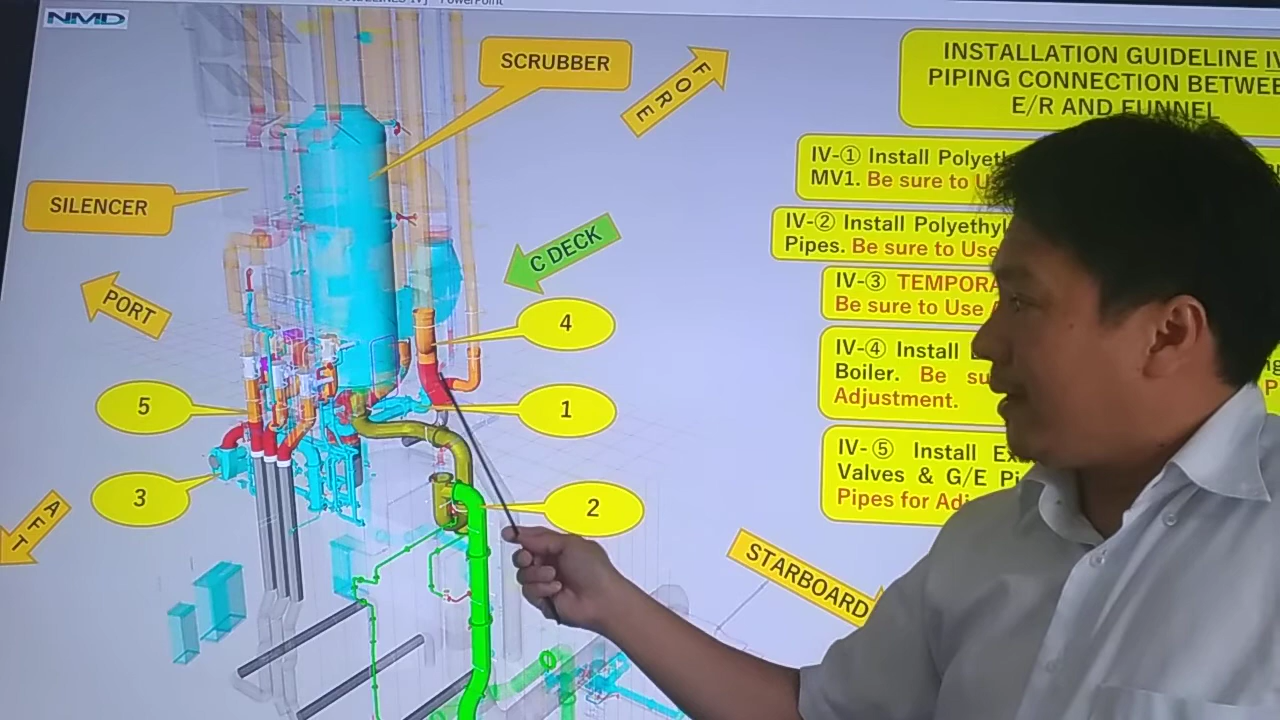 PowerPoint
NMD
SCRUBBER
FORE
INSTALLATION GUIDELINE IV
PIPING CONNECTION BETWEE
E/R AND FUNNEL
IV-① Install Polyet
MV1. Be sure to U
IV-② Install Polyethyl
Pipes. Be sure to Use
IV-③ TEMPORA
Be sure to Use
IV-④ Install
Boiler. Be su
Adjustment.
IV-⑤ Install Ex
Valves & G/E Pi
Pipes for Adj
SILENCER
C DECK
PORT
4
5
1
3
2
AFT
STARBOARD